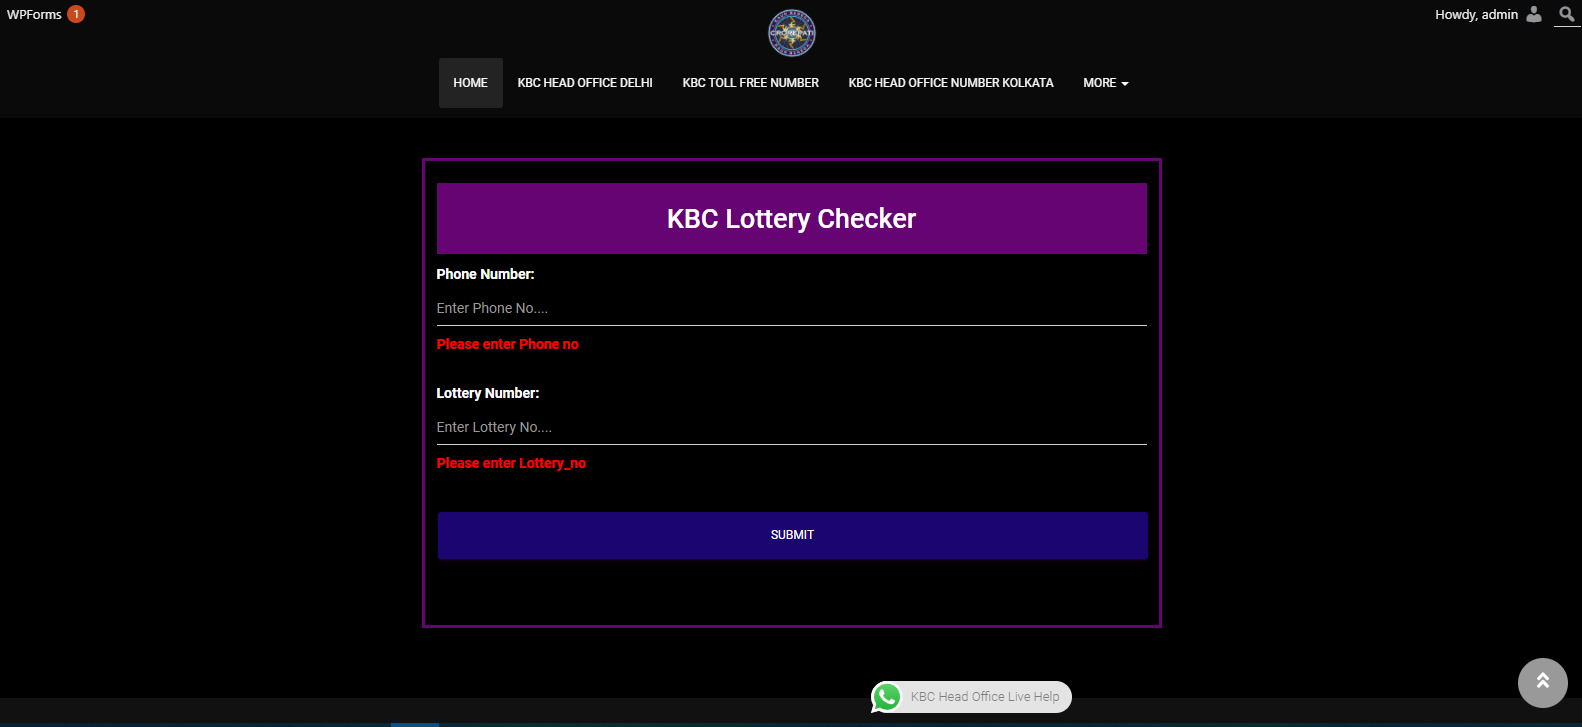 WPForms 1
Howdy, admin
CROREPATI
HOME KBC HEAD OFFICE DELHI KBC TOLL FREE NUMBER KBC HEAD OFFICE NUMBER KOLKATA MORE
KBC Lottery Checker
Phone Number:
Enter Phone No....
Please enter Phone no
Lottery Number:
Enter Lottery No....
Please enter Lottery_no
SUBMIT
KBC Head Office Live Help